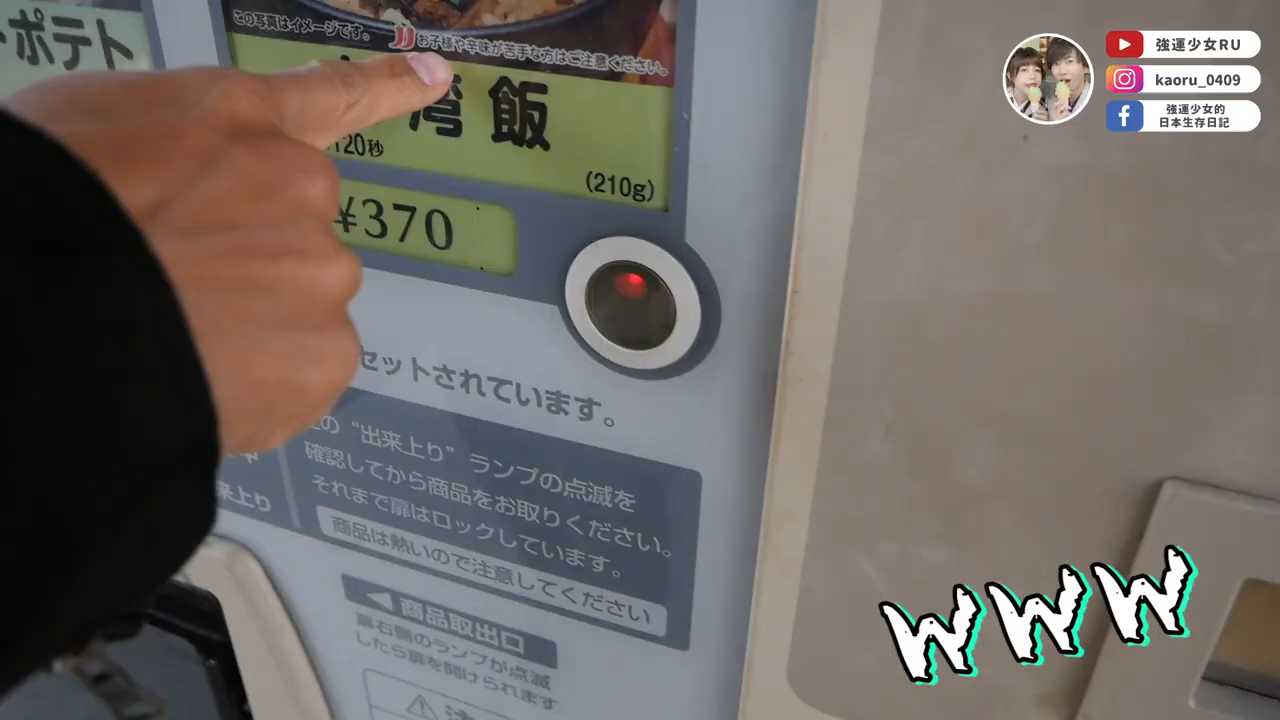 ポテト
この写真はイメージです。
お子様や辛味が苦手な方はご注意ください。
湾飯
120秒
(210g)
¥370
セットされています。
の“出来上り”ランプの点滅を
確認してから商品をお取りください。
それまで扉はロックしています。
商品は熱いので注意してください
来上り
◀商品取出口
扉右側のランプが点滅
したら扉を開けられます
強運少女RU
kaoru_0409
強運少女的
日本生存日記
WWW